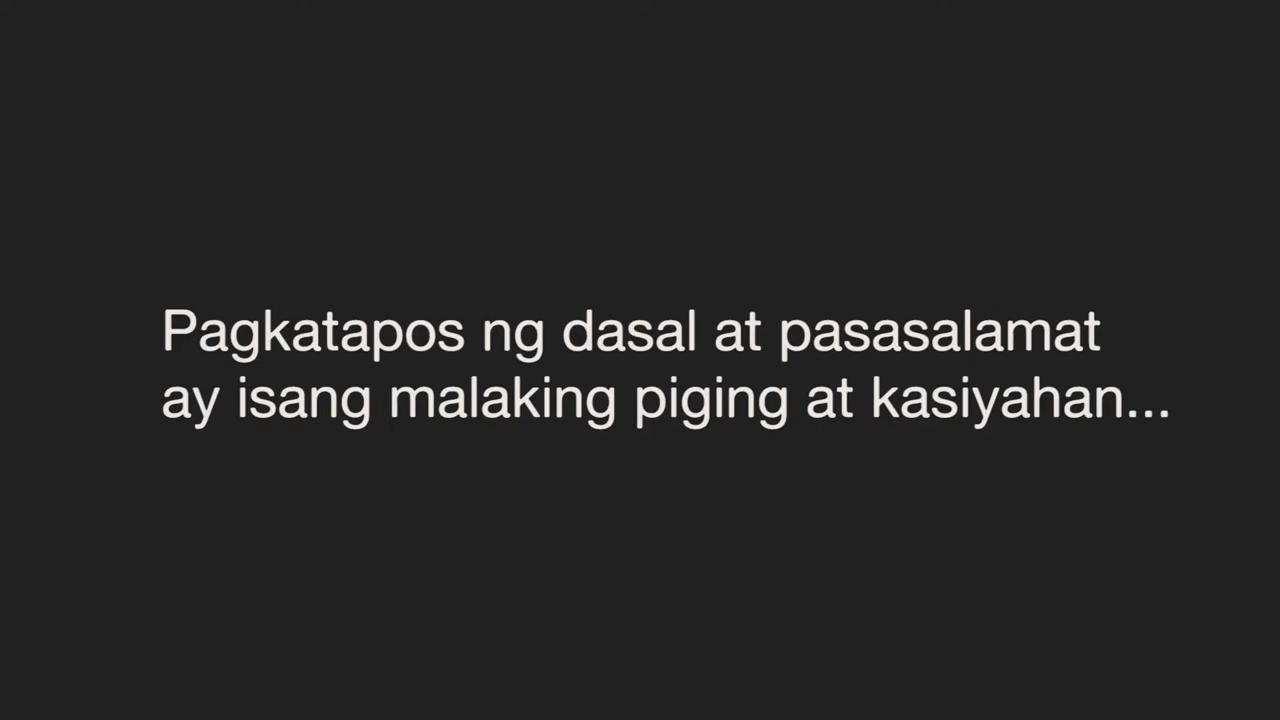 Pagkatapos ng dasal at pasasalamat
ay isang malaking piging at kasiyahan...